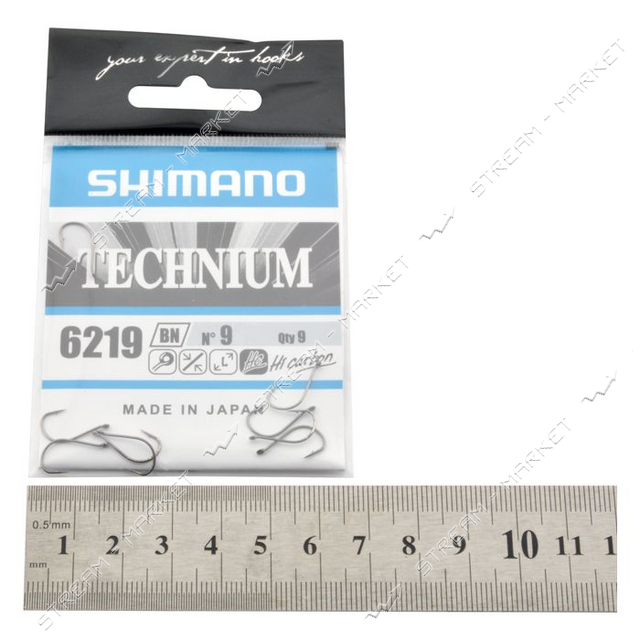 your expert in hooks
SHIMANO
TECHNIUM
6219 BN N° 9 Qty 9
Hc Hi carbon
MADE IN JAPAN
0.5mm
1 2 3 4 5 6 7 8 9 10 11 1
mm
STREAM - MARKET